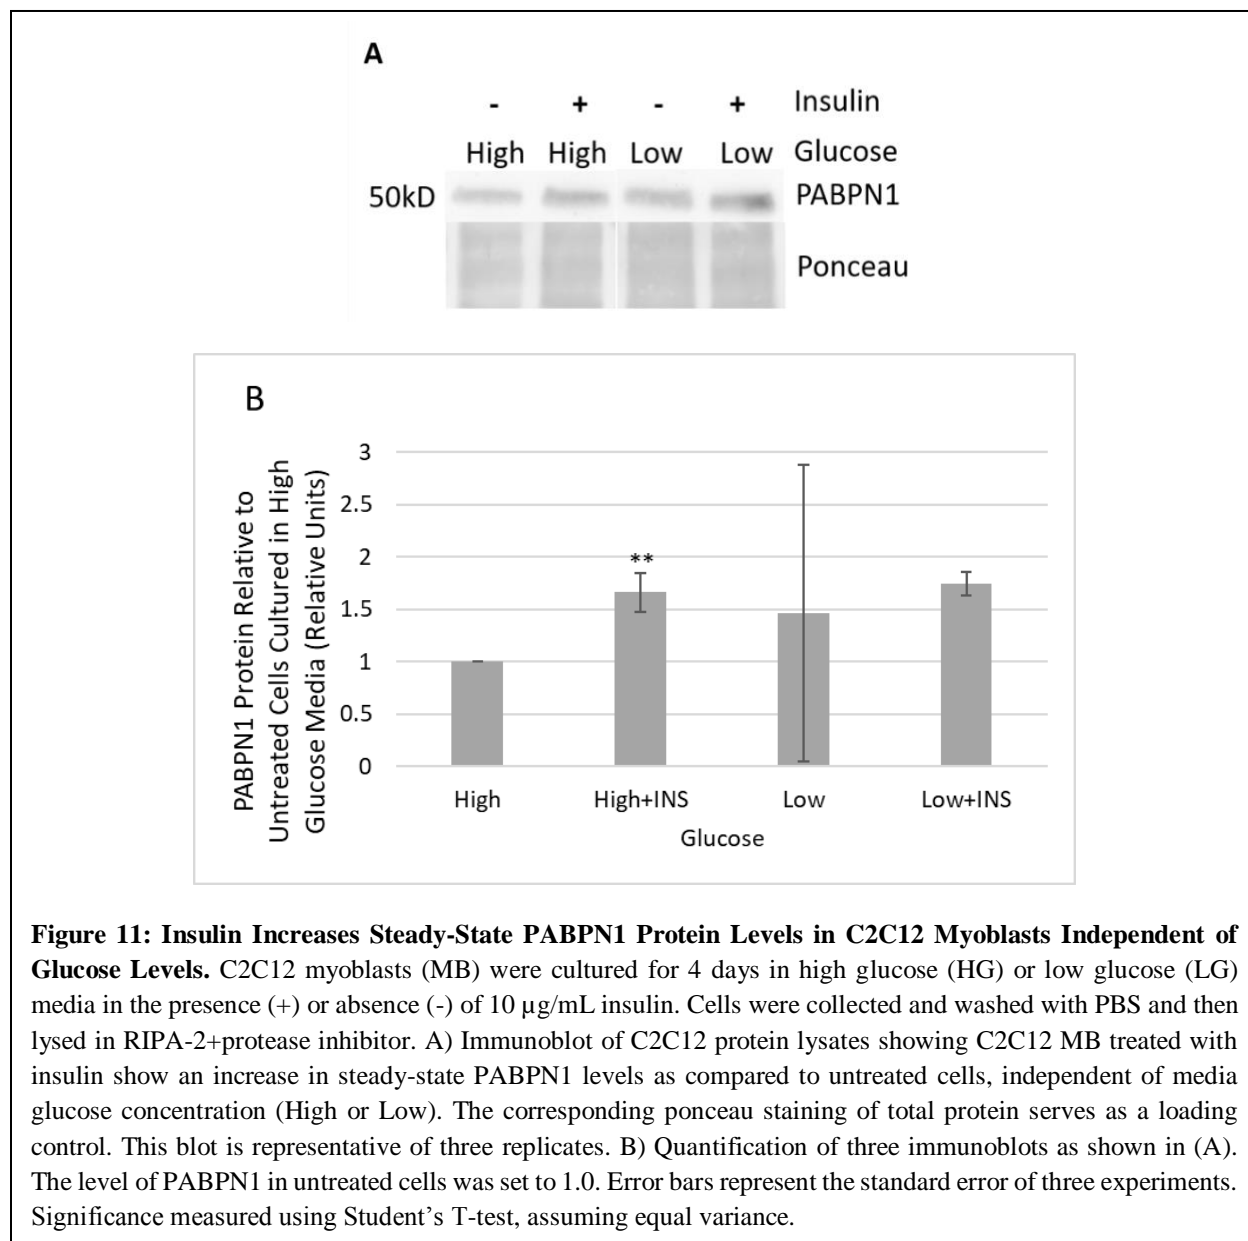 A
- + - + Insulin
High High Low Low Glucose
50kD PABPN1
Ponceau
B
PABPN1 Protein Relative to
Untreated Cells Cultured in High
Glucose Media (Relative Units)
3
2.5
2
1.5
1
0.5
0
**
High High+INS Low Low+INS
Glucose
Figure 11: Insulin Increases Steady-State PABPN1 Protein Levels in C2C12 Myoblasts Independent of
Glucose Levels. C2C12 myoblasts (MB) were cultured for 4 days in high glucose (HG) or low glucose (LG)
media in the presence (+) or absence (-) of 10 µg/mL insulin. Cells were collected and washed with PBS and then
lysed in RIPA-2+protease inhibitor. A) Immunoblot of C2C12 protein lysates showing C2C12 MB treated with
insulin show an increase in steady-state PABPN1 levels as compared to untreated cells, independent of media
glucose concentration (High or Low). The corresponding ponceau staining of total protein serves as a loading
control. This blot is representative of three replicates. B) Quantification of three immunoblots as shown in (A).
The level of PABPN1 in untreated cells was set to 1.0. Error bars represent the standard error of three experiments.
Significance measured using Student’s T-test, assuming equal variance.